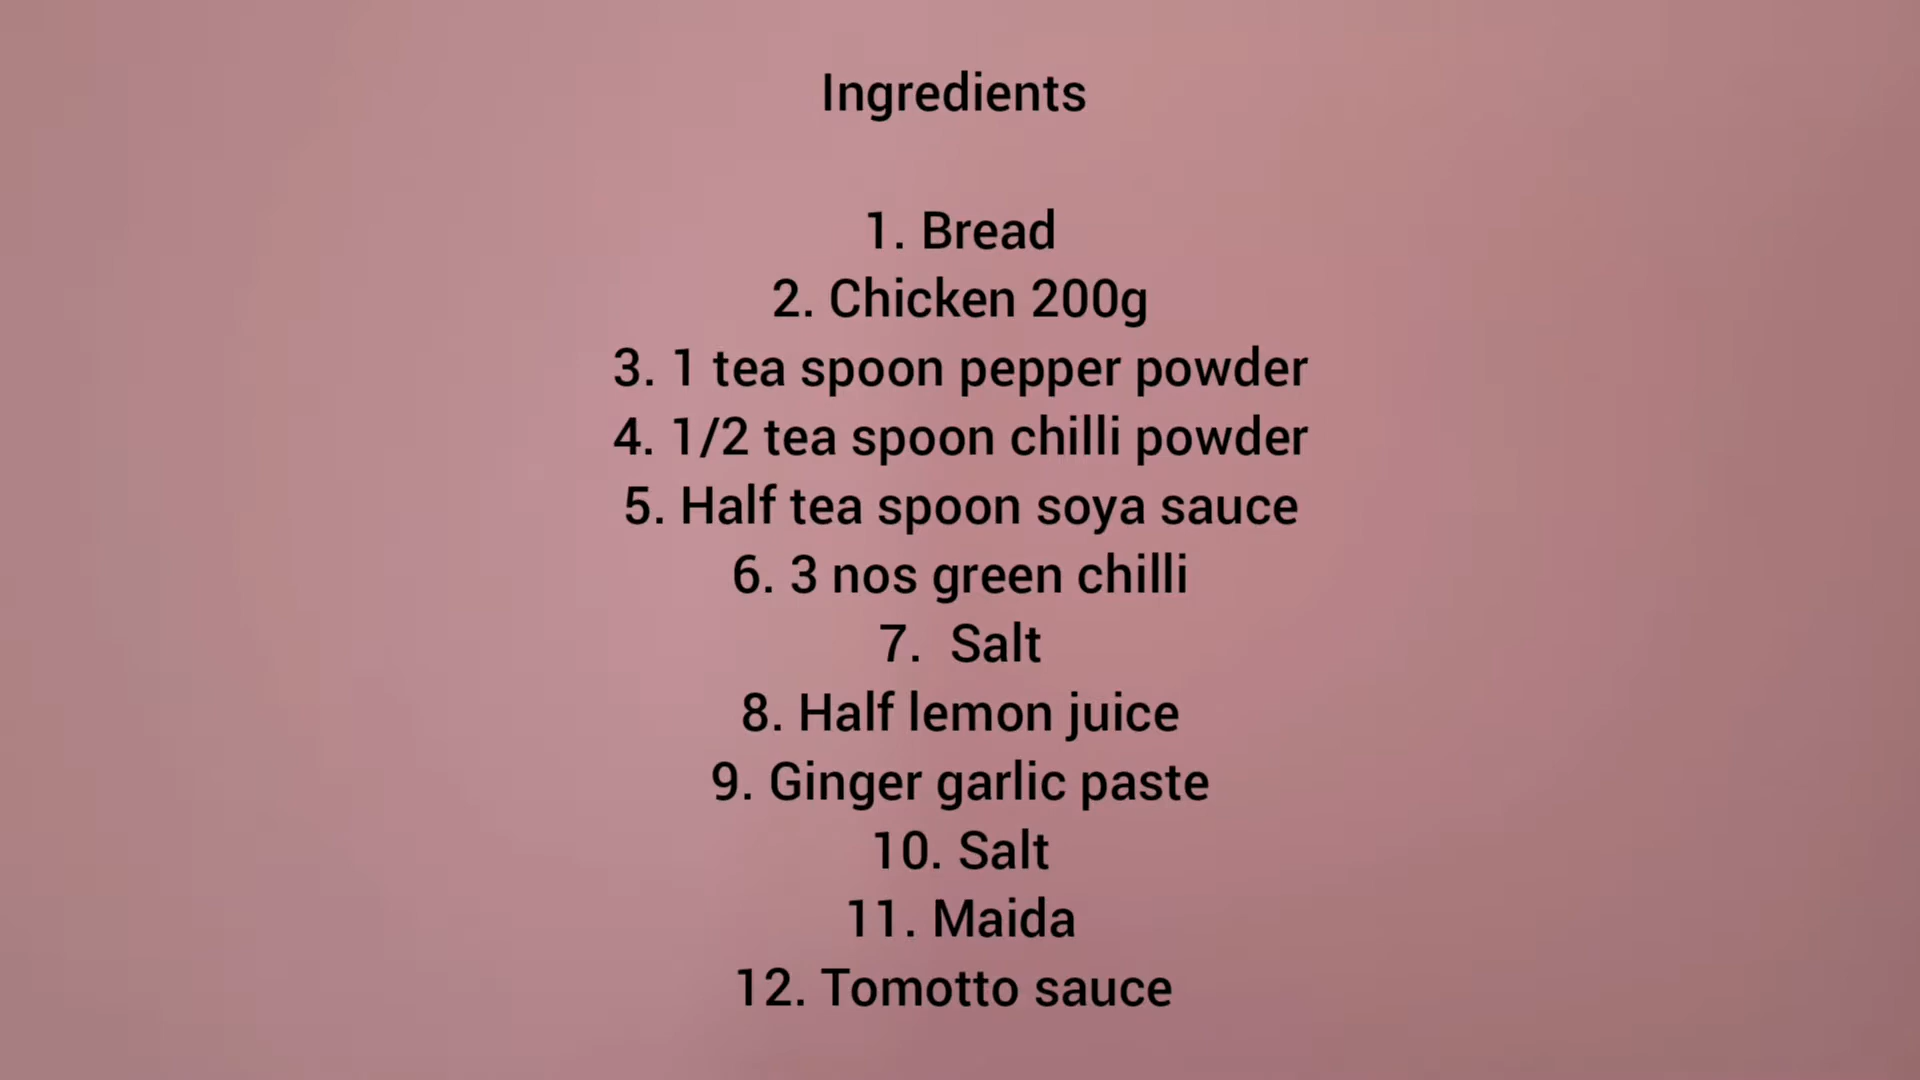 Ingredients
1. Bread
2. Chicken 200g
3. 1 tea spoon pepper powder
4. 1/2 tea spoon chilli powder
5. Half tea spoon soya sauce
6. 3 nos green chilli
7.  Salt
8. Half lemon juice
9. Ginger garlic paste
10. Salt
11. Maida
12. Tomotto sauce